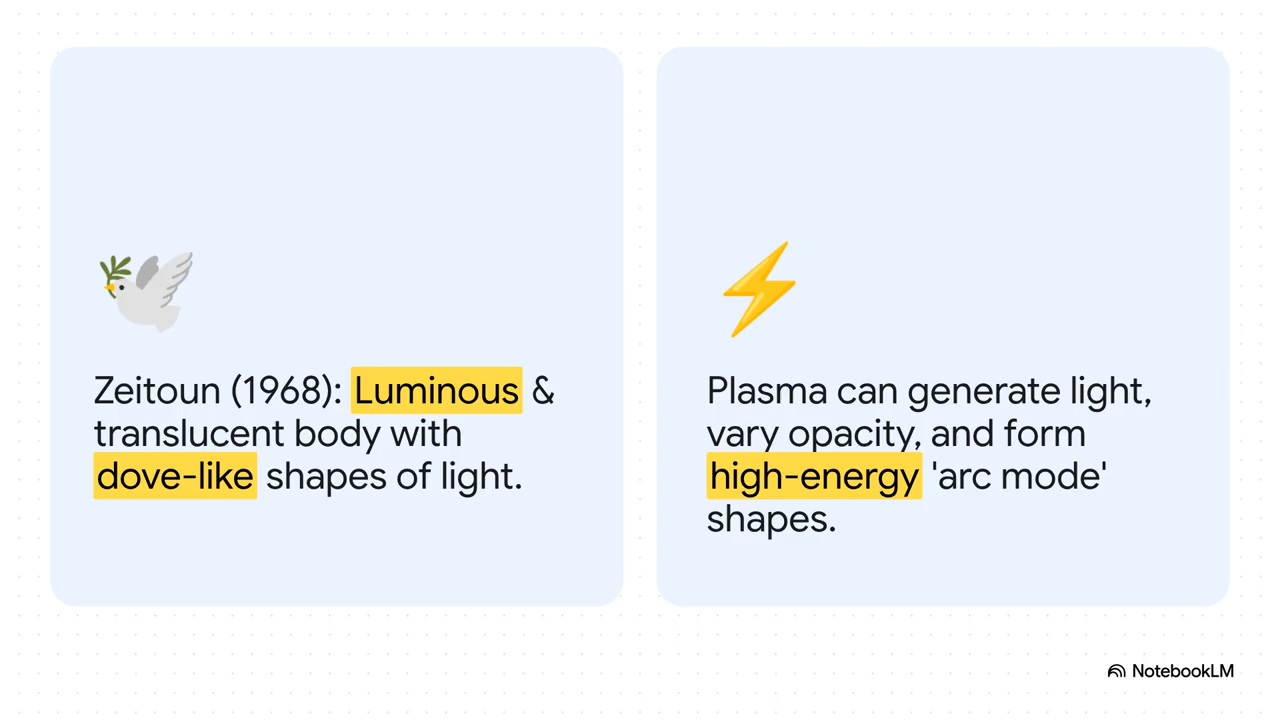 Zeitoun (1968): Luminous &
translucent body with
dove-like shapes of light.
Plasma can generate light,
vary opacity, and form
high-energy 'arc mode'
shapes.
NotebookLM